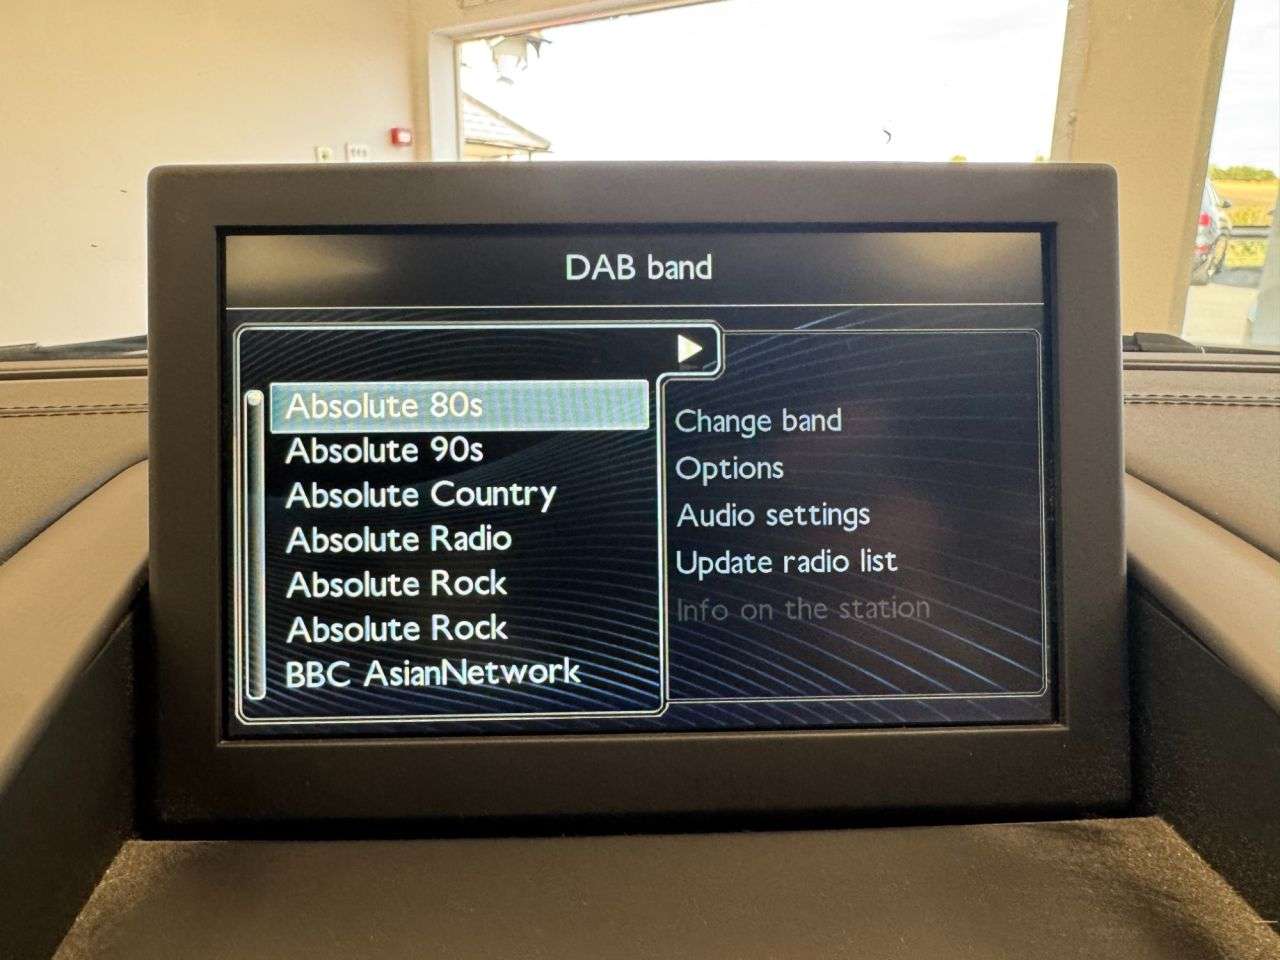 DAB band
Absolute 80s
Absolute 90s
Absolute Country
Absolute Radio
Absolute Rock
Absolute Rock
BBC AsianNetwork
Change band
Options
Audio settings
Update radio list
Info on the station